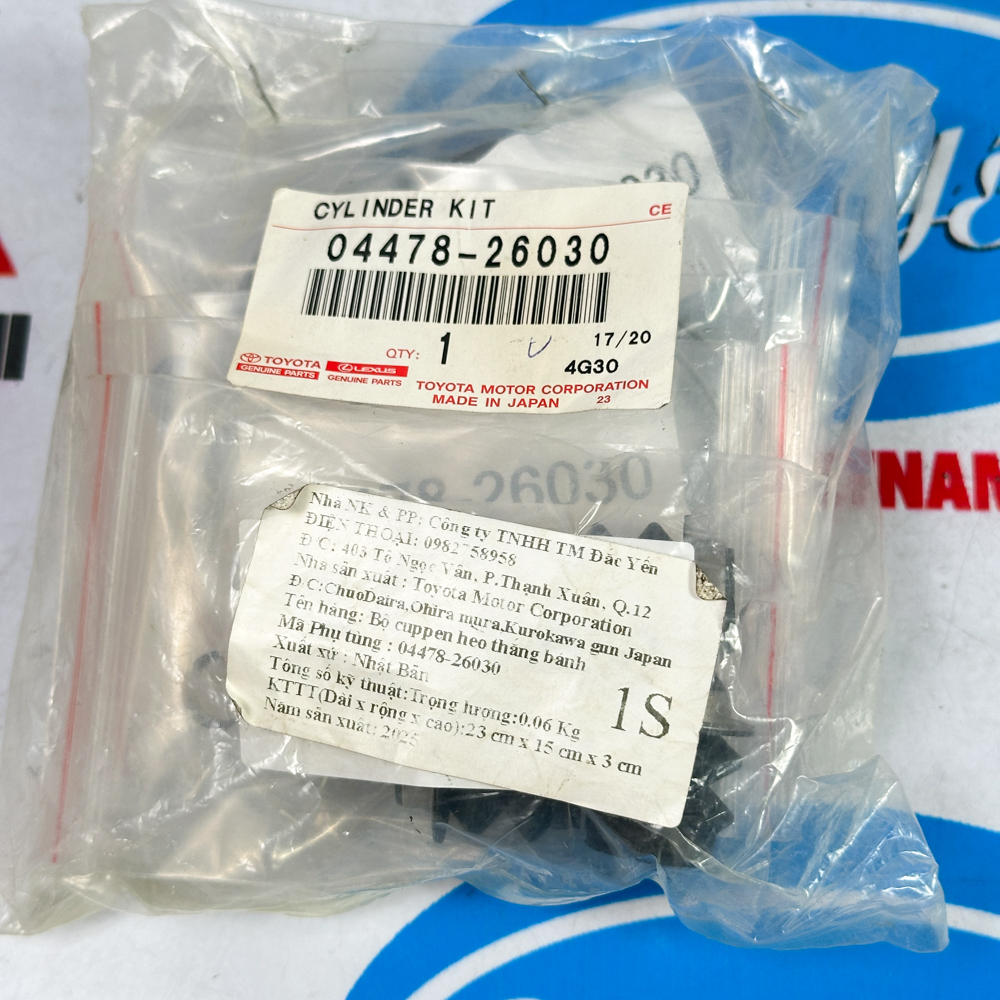 030
CYLINDER KIT
CE
04478-26030
QTY: 1
17/20
4G30
TOYOTA
GENUINE PARTS
LEXUS
GENUINE PARTS
TOYOTA MOTOR CORPORATION
MADE IN JAPAN 23
78-26030
TNAM
Nhà NK & PP: Công ty TNHH TM Đắc Yến
ĐIỆN THOẠI: 0982758958
Đ/C: 403 Tô Ngọc Vân, P.Thạnh Xuân, Q.12
Nhà sản xuất : Toyota Motor Corporation
Đ.C:ChuoDaira,Ohira mura,Kurokawa gun Japan
Tên hàng: Bộ cuppen heo thắng bánh
Mã Phụ tùng : 04478-26030
Xuất xứ : Nhật Bản
Tông số kỹ thuật:Trọng lượng:0.06 Kg
KTTT(Dài x rộng x cao):23 cm x 15 cm x 3 cm
Năm sản xuất: 2025
1S